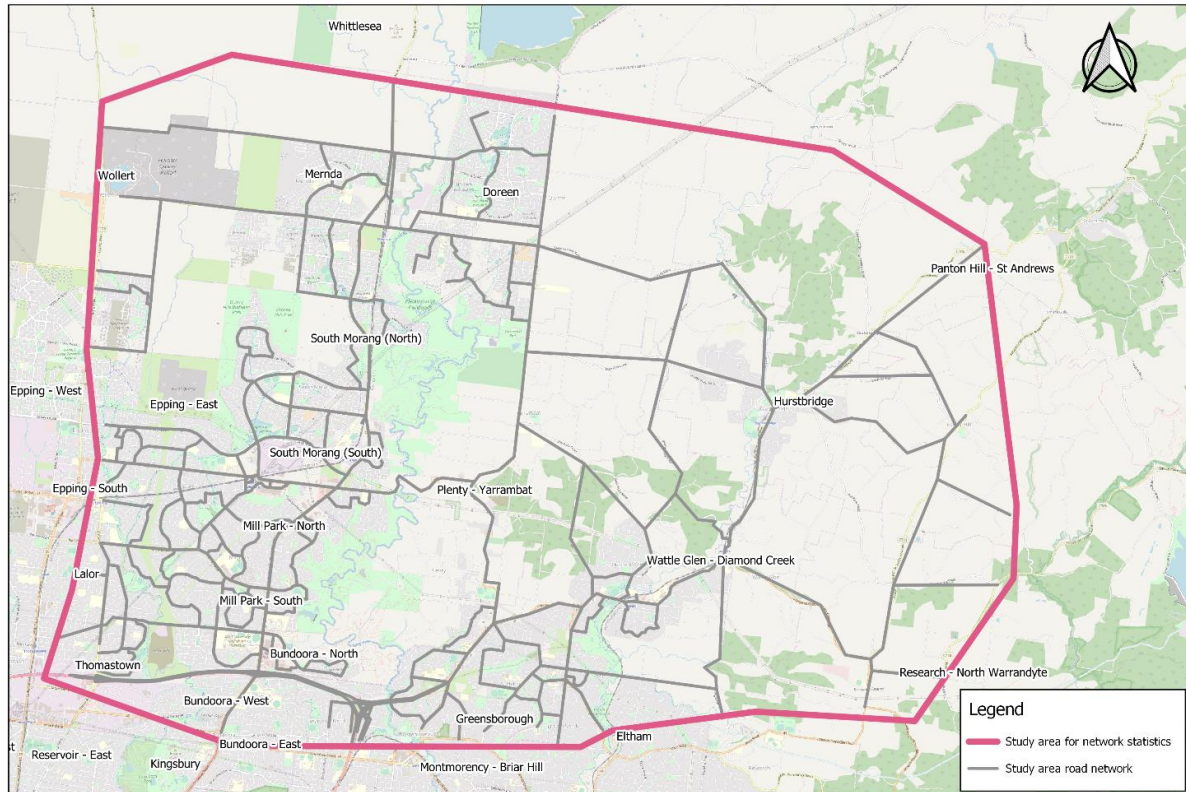 Whittlesea
Wollert
Mernda
Doreen
Panton Hill - St Andrews
South Morang (North)
Epping - West
Epping - East
Hurstbridge
South Morang (South)
Epping - South
Plenty - Yarrambat
Mill Park - North
Wattle Glen - Diamond Creek
Lalor
Mill Park - South
Bundoora - North
Thomastown
Research - North Warrandyte
Bundoora - West
Greensborough
Eltham
Bundoora - East
Reservoir - East
Kingsbury
Montmorency - Briar Hill
Legend
Study area for network statistics
Study area road network